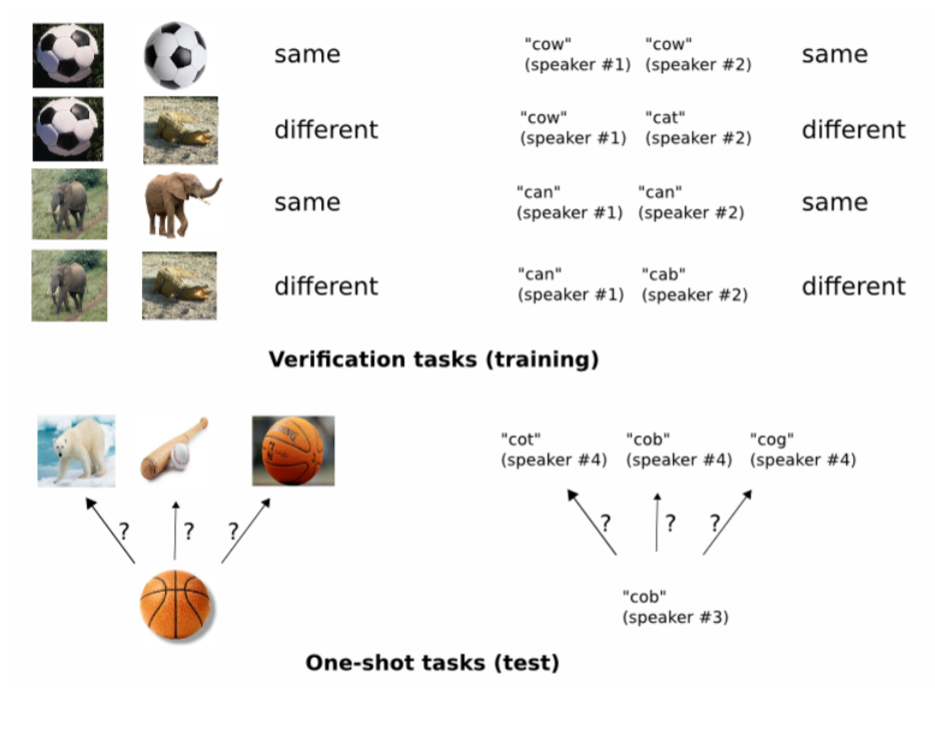 same
"cow" "cow"
(speaker #1) (speaker #2)
same
different
"cow" "cat"
(speaker #1) (speaker #2)
different
same
"can" "can"
(speaker #1) (speaker #2)
same
different
"can" "cab"
(speaker #1) (speaker #2)
different
Verification tasks (training)
"cot" "cob" "cog"
(speaker #4) (speaker #4) (speaker #4)
? ? ?
? ? ?
"cob"
(speaker #3)
One-shot tasks (test)